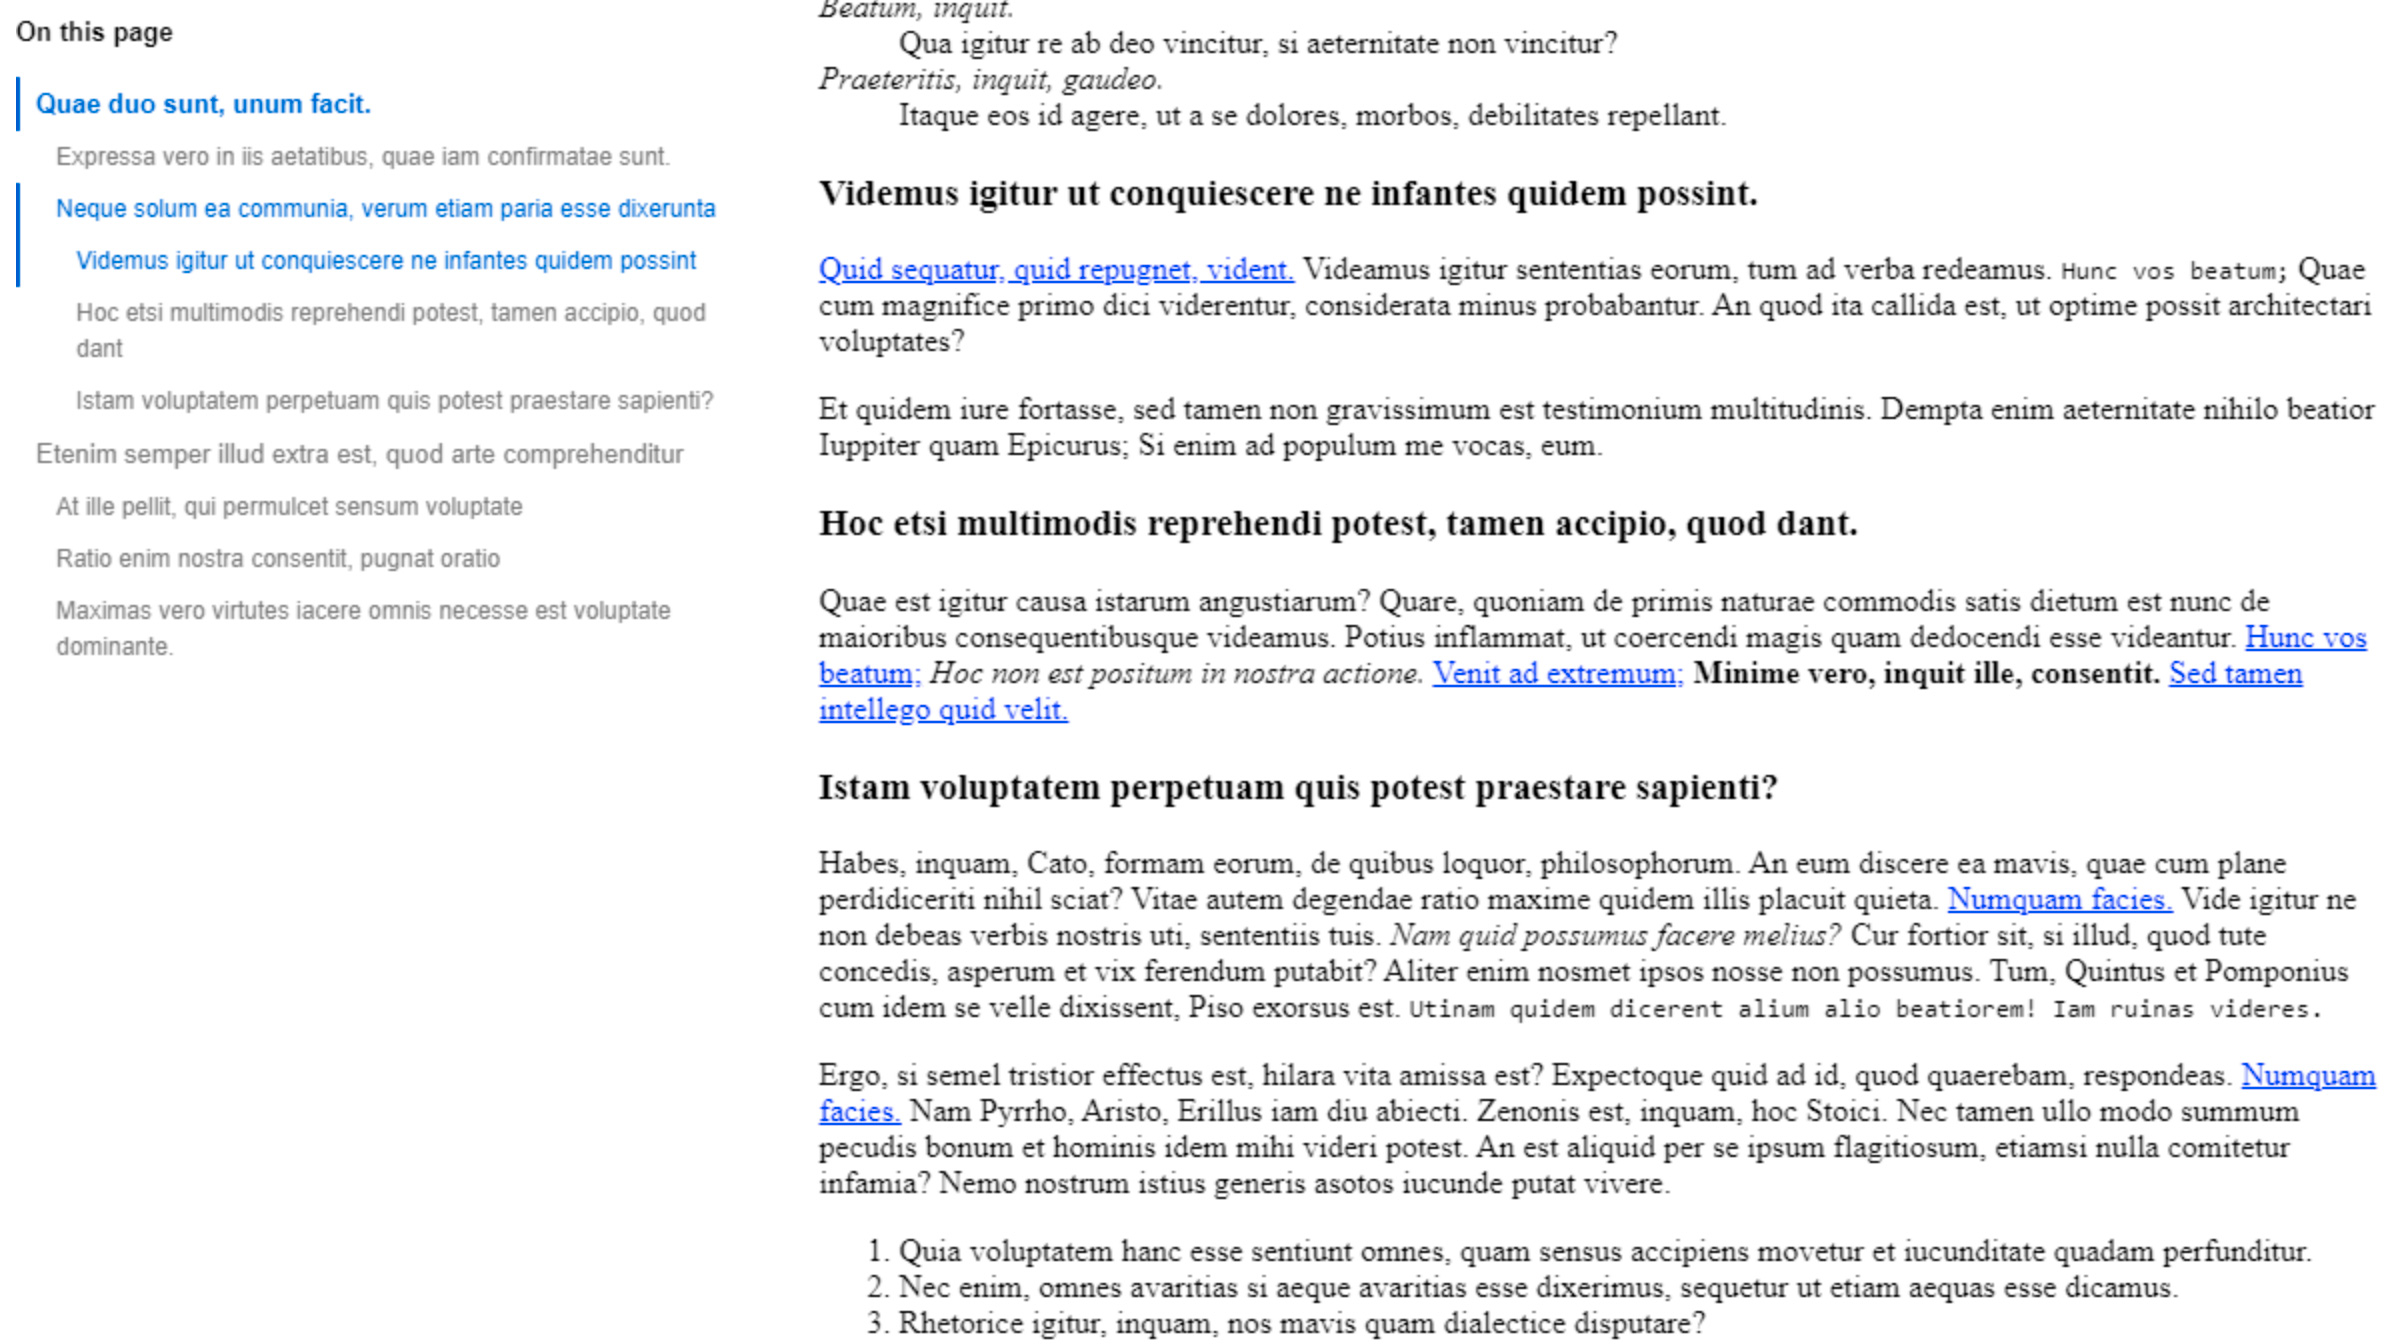 On this page
Quae duo sunt, unum facit.
Expressa vero in iis aetatibus, quae iam confirmatae sunt.
Neque solum ea communia, verum etiam paria esse dixerunta
Videmus igitur ut conquiescere ne infantes quidem possint
Hoc etsi multimodis reprehendi potest, tamen accipio, quod
dant
Istam voluptatem perpetuam quis potest praestare sapienti?
Etenim semper illud extra est, quod arte comprehenditur
At ille pellit, qui permulcet sensum voluptate
Ratio enim nostra consentit, pugnat oratio
Maximas vero virtutes iacere omnis necesse est voluptate
dominante.
Beatum, inquit.
Qua igitur re ab deo vincitur, si aeternitate non vincitur?
Praeteritis, inquit, gaudeo.
Itaque eos id agere, ut a se dolores, morbos, debilitates repellant.
Videmus igitur ut conquiescere ne infantes quidem possint.
Quid sequatur, quid repugnet, vident. Videamus igitur sententias eorum, tum ad verba redeamus. Hunc vos beatum; Quae
cum magnifice primo dici viderentur, considerata minus probabantur. An quod ita callida est, ut optime possit architectari
voluptates?
Et quidem iure fortasse, sed tamen non gravissimum est testimonium multitudinis. Dempta enim aeternitate nihilo beatior
Iuppiter quam Epicurus; Si enim ad populum me vocas, eum.
Hoc etsi multimodis reprehendi potest, tamen accipio, quod dant.
Quae est igitur causa istarum angustiarum? Quare, quoniam de primis naturae commodis satis dietum est nunc de
maioribus consequentibusque videamus. Potius inflammat, ut coercendi magis quam dedocendi esse videantur. Hunc vos
beatum; Hoc non est positum in nostra actione. Venit ad extremum; Minime vero, inquit ille, consentit. Sed tamen
intellego quid velit.
Istam voluptatem perpetuam quis potest praestare sapienti?
Habes, inquam, Cato, formam eorum, de quibus loquor, philosophorum. An eum discere ea mavis, quae cum plane
perdidiceriti nihil sciat? Vitae autem degendae ratio maxime quidem illis placuit quieta. Numquam facies. Vide igitur ne
non debeas verbis nostris uti, sententiis tuis. Nam quid possumus facere melius? Cur fortior sit, si illud, quod tute
concedis, asperum et vix ferendum putabit? Aliter enim nosmet ipsos nosse non possumus. Tum, Quintus et Pomponius
cum idem se velle dixissent, Piso exorsus est. Utinam quidem dicerent alium alio beatiorem! Iam ruinas videres.
Ergo, si semel tristior effectus est, hilara vita amissa est? Expectoque quid ad id, quod quaerebam, respondeas. Numquam
facies. Nam Pyrrho, Aristo, Erillus iam diu abiecti. Zenonis est, inquam, hoc Stoici. Nec tamen ullo modo summum
pecudis bonum et hominis idem mihi videri potest. An est aliquid per se ipsum flagitiosum, etiamsi nulla comitetur
infamia? Nemo nostrum istius generis asotos iucunde putat vivere.
1. Quia voluptatem hanc esse sentiunt omnes, quam sensus accipiens movetur et iucunditate quadam perfunditur.
2. Nec enim, omnes avaritias si aeque avaritias esse dixerimus, sequetur ut etiam aequas esse dicamus.
3. Rhetorice igitur, inquam, nos mavis quam dialectice disputare?